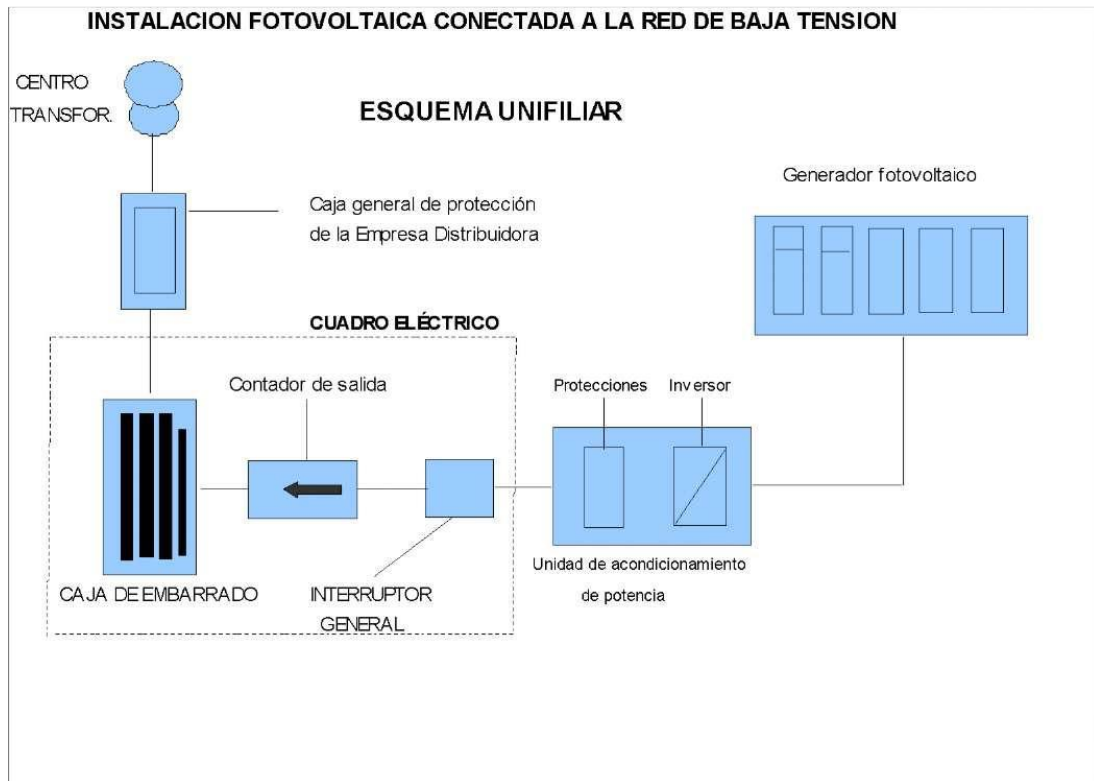 INSTALACION FOTOVOLTAICA CONECTADA A LA RED DE BAJA TENSION
CENTRO
TRANSFOR.
ESQUEMA UNIFILIAR
Generador fotovoltaico
Caja general de protección
de la Empresa Distribuidora
CUADRO ELÉCTRICO
Contador de salida
Protecciones
Inversor
CAJA DE EMBARRADO
INTERRUPTOR
GENERAL
Unidad de acondicionamiento
de potencia